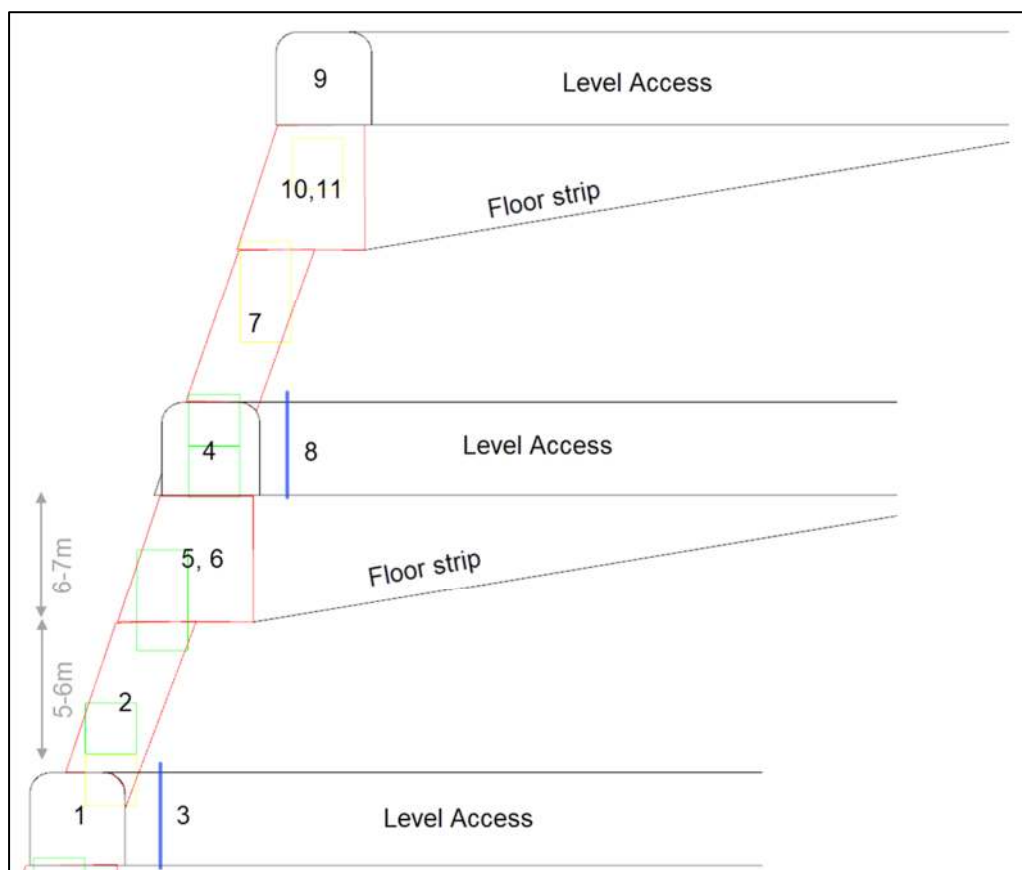 9
Level Access
10,11
Floor strip
7
4
8
Level Access
6-7m
5, 6
Floor strip
5-6m
2
1
3
Level Access